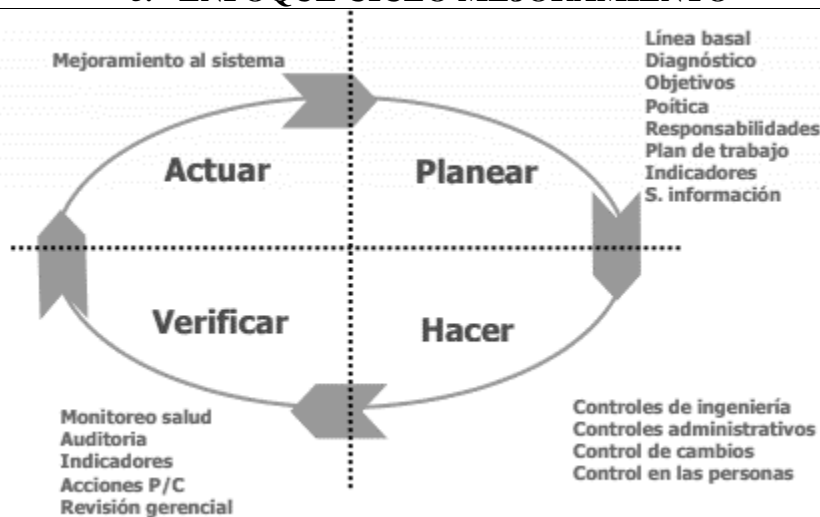 Mejoramiento al sistema
Línea basal
Diagnóstico
Objetivos
Poítica
Responsabilidades
Plan de trabajo
Indicadores
S. información
Actuar
Planear
Verificar
Hacer
Monitoreo salud
Auditoria
Indicadores
Acciones P/C
Revisión gerencial
Controles de ingeniería
Controles administrativos
Control de cambios
Control en las personas